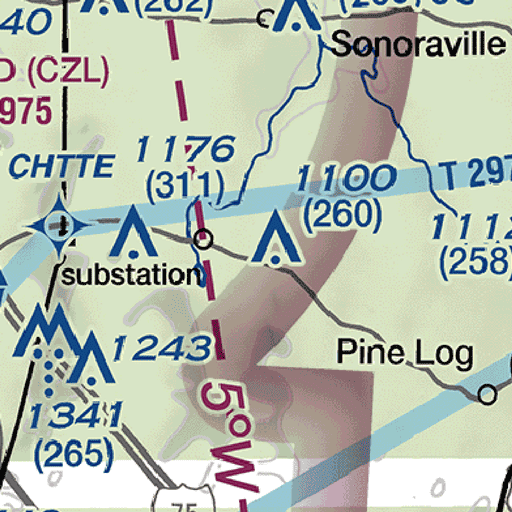 40
(262)
Sonoraville
D (CZL)
975
CHTTE
1176
(311)
1100
(260)
T 297
1112
(258)
substation
1243
Pine Log
1341
(265)
5°W
75